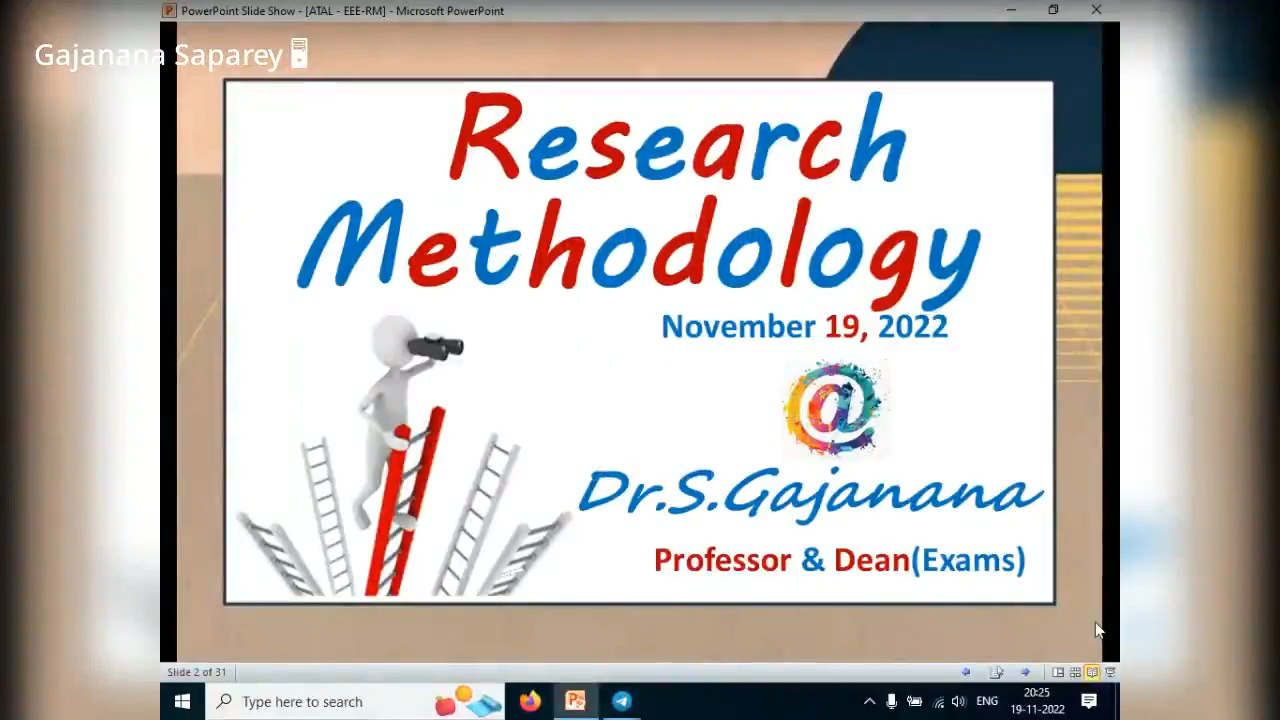 PowerPoint Slide Show - [ATAL - EEE-RM] - Microsoft PowerPoint
Gajanana Saparey
Research
Methodology
November 19, 2022
@
Dr.S.Gajanana
Professor & Dean(Exams)
Slide 2 of 31
Type here to search
ENG
20:25
19-11-2022